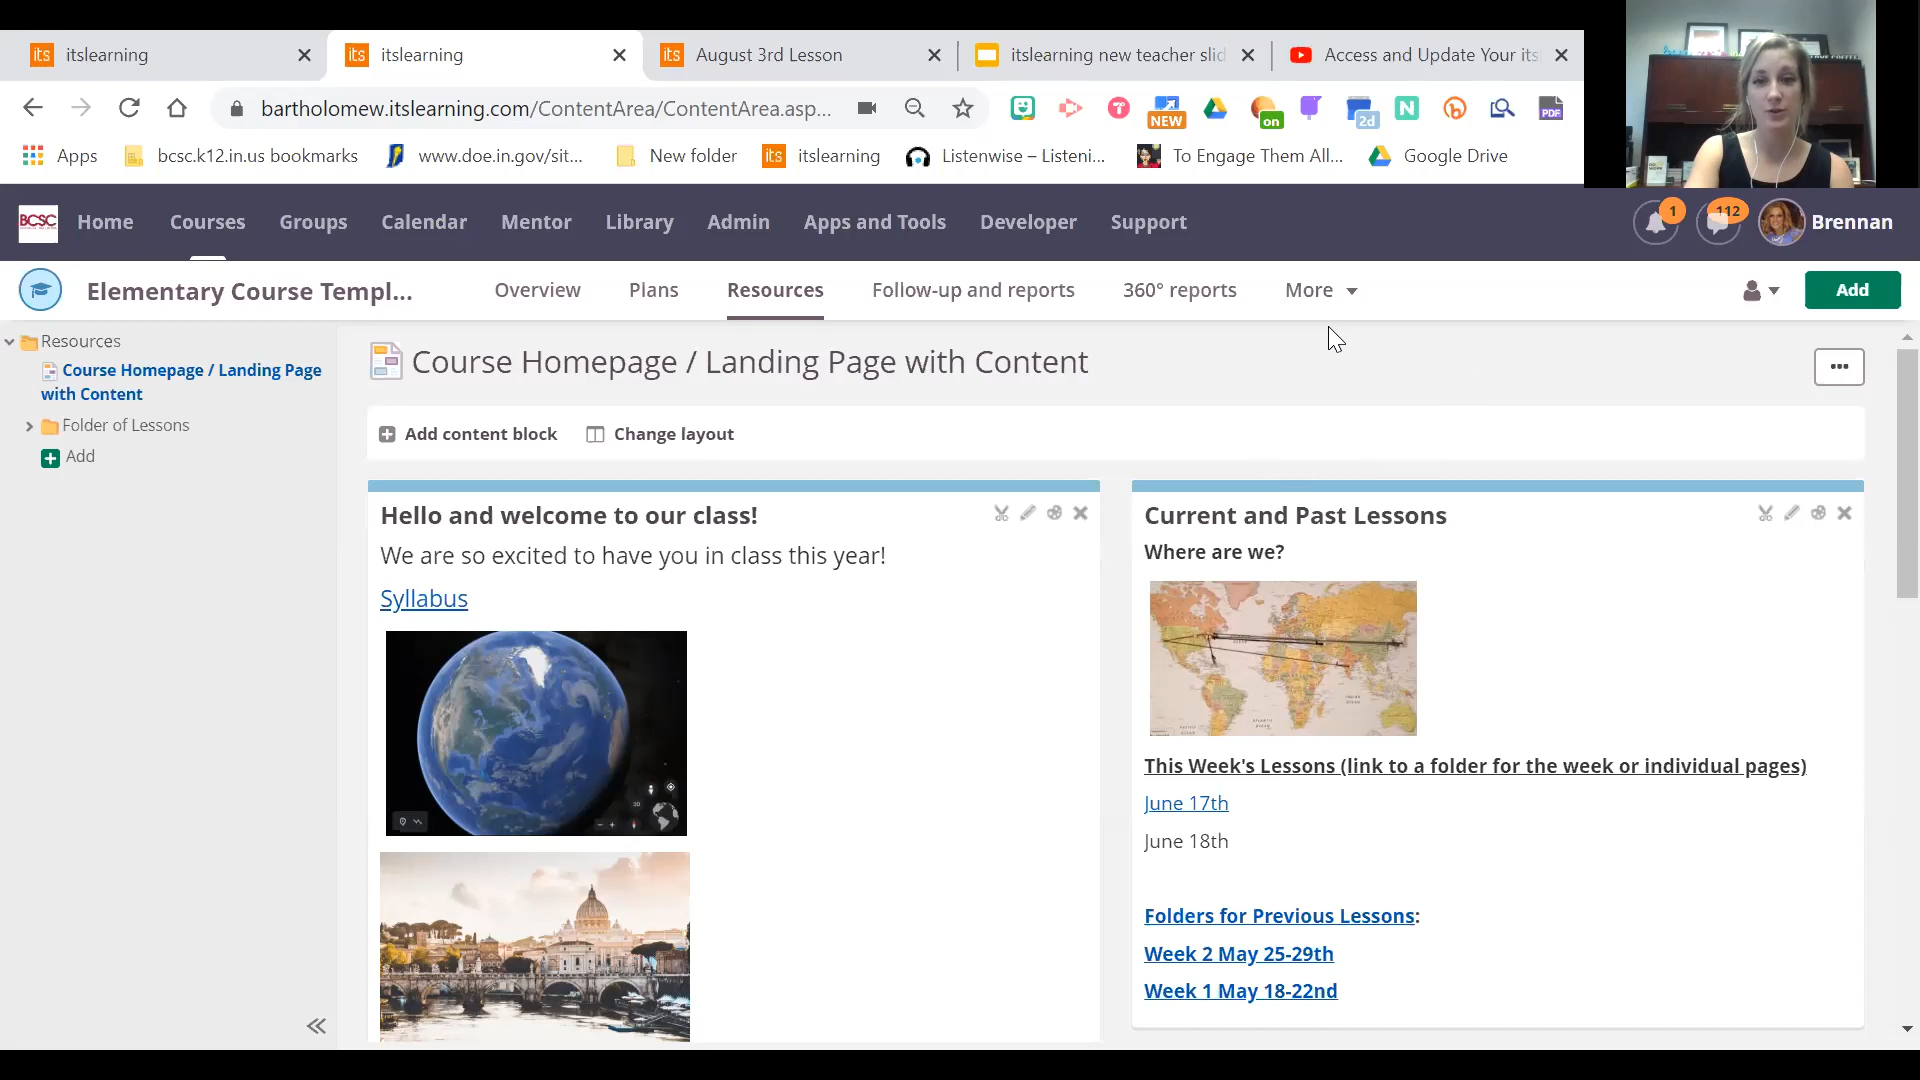 itslearning
itslearning
August 3rd Lesson
itslearning new teacher slid
Access and Update Your its
bartholomew.itslearning.com/ContentArea/ContentArea.asp...
NEW
on
2d
N
PDF
Apps
bcsc.k12.in.us bookmarks
www.doe.in.gov/sit...
New folder
its itslearning
Listenwise – Listeni...
To Engage Them All...
Google Drive
BCSC
Home
Courses
Groups
Calendar
Mentor
Library
Admin
Apps and Tools
Developer
Support
1
112
Brennan
Elementary Course Templ...
Overview
Plans
Resources
Follow-up and reports
360° reports
More
Add
Resources
Course Homepage / Landing Page
with Content
Folder of Lessons
Add
Course Homepage / Landing Page with Content
Add content block
Change layout
Hello and welcome to our class!
We are so excited to have you in class this year!
Syllabus
Current and Past Lessons
Where are we?
This Week's Lessons (link to a folder for the week or individual pages)
June 17th
June 18th
Folders for Previous Lessons:
Week 2 May 25-29th
Week 1 May 18-22nd